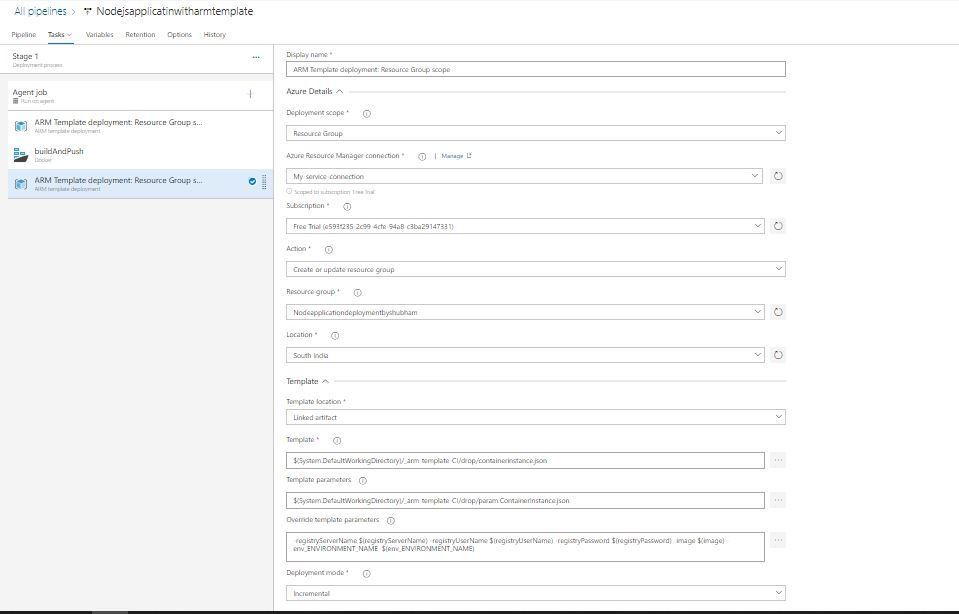 All pipelines > Nodejsapplicatinwitharmtemplate
Pipeline Tasks Variables Retention Options History
Stage 1
Deployment process
Agent job
Run on agent
ARM Template deployment: Resource Group s...
ARM template deployment
buildAndPush
Docker
ARM Template deployment: Resource Group s...
ARM template deployment
Display name *
ARM Template deployment: Resource Group scope
Azure Details
Deployment scope *
Resource Group
Azure Resource Manager connection * | Manage
My-service-connection
Scoped to subscription 'Free Trial'
Subscription *
Free Trial (e593f235-2c99-4cfe-94a8-c3ba29147331)
Action *
Create or update resource group
Resource group *
Nodeapplicationdeploymentbyshubham
Location *
South India
Template
Template location *
Linked artifact
Template *
$(System.DefaultWorkingDirectory)/_arm-template-CI/drop/containerinstance.json
Template parameters
$(System.DefaultWorkingDirectory)/_arm-template-CI/drop/param.ContainerInstance.json
Override template parameters
-registryServerName $(registryServerName) -registryUserName $(registryUserName) -registryPassword $(registryPassword) -image $(image) -
env_ENVIRONMENT_NAME $(env_ENVIRONMENT_NAME)
Deployment mode *
Incremental